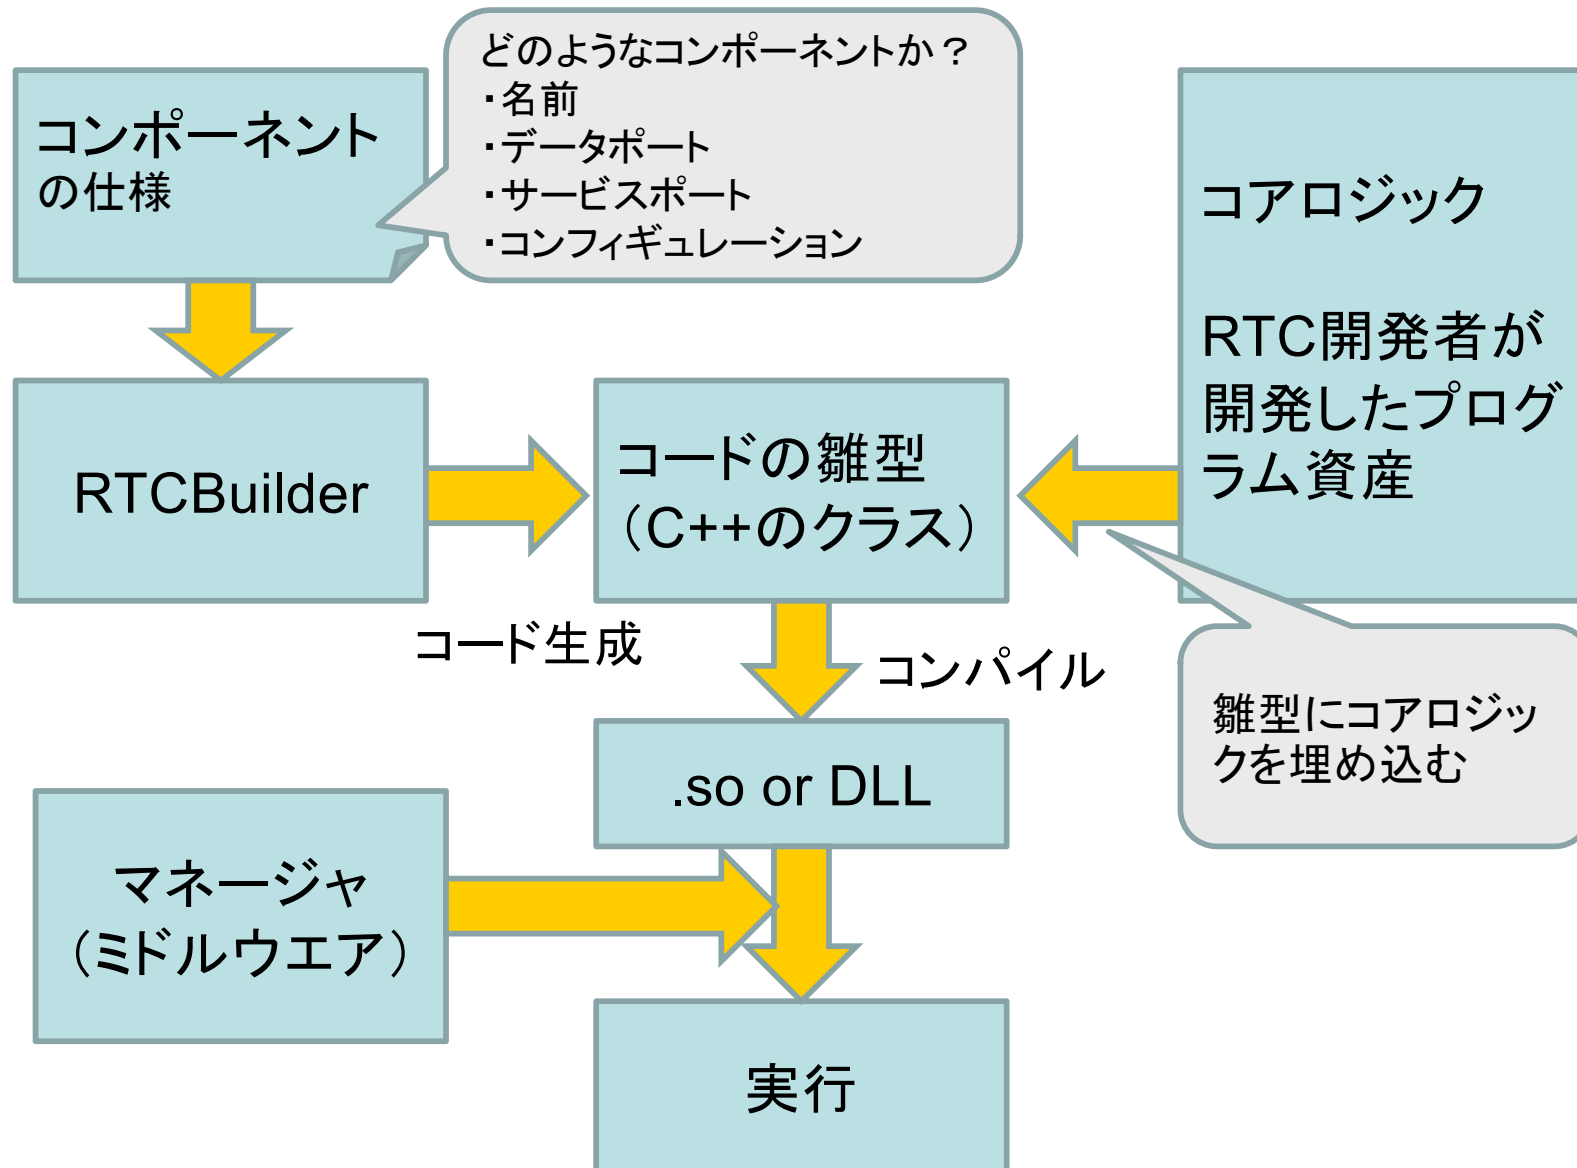 どのようなコンポーネントか？
・名前
・データポート
・サービスポート
・コンフィギュレーション
コンポーネント
の仕様
コアロジック
RTC開発者が
開発したプログ
ラム資産
RTCBuilder
コードの雛型
（C++のクラス）
コード生成
コンパイル
雛型にコアロジッ
クを埋め込む
.so or DLL
マネージャ
（ミドルウエア）
実行